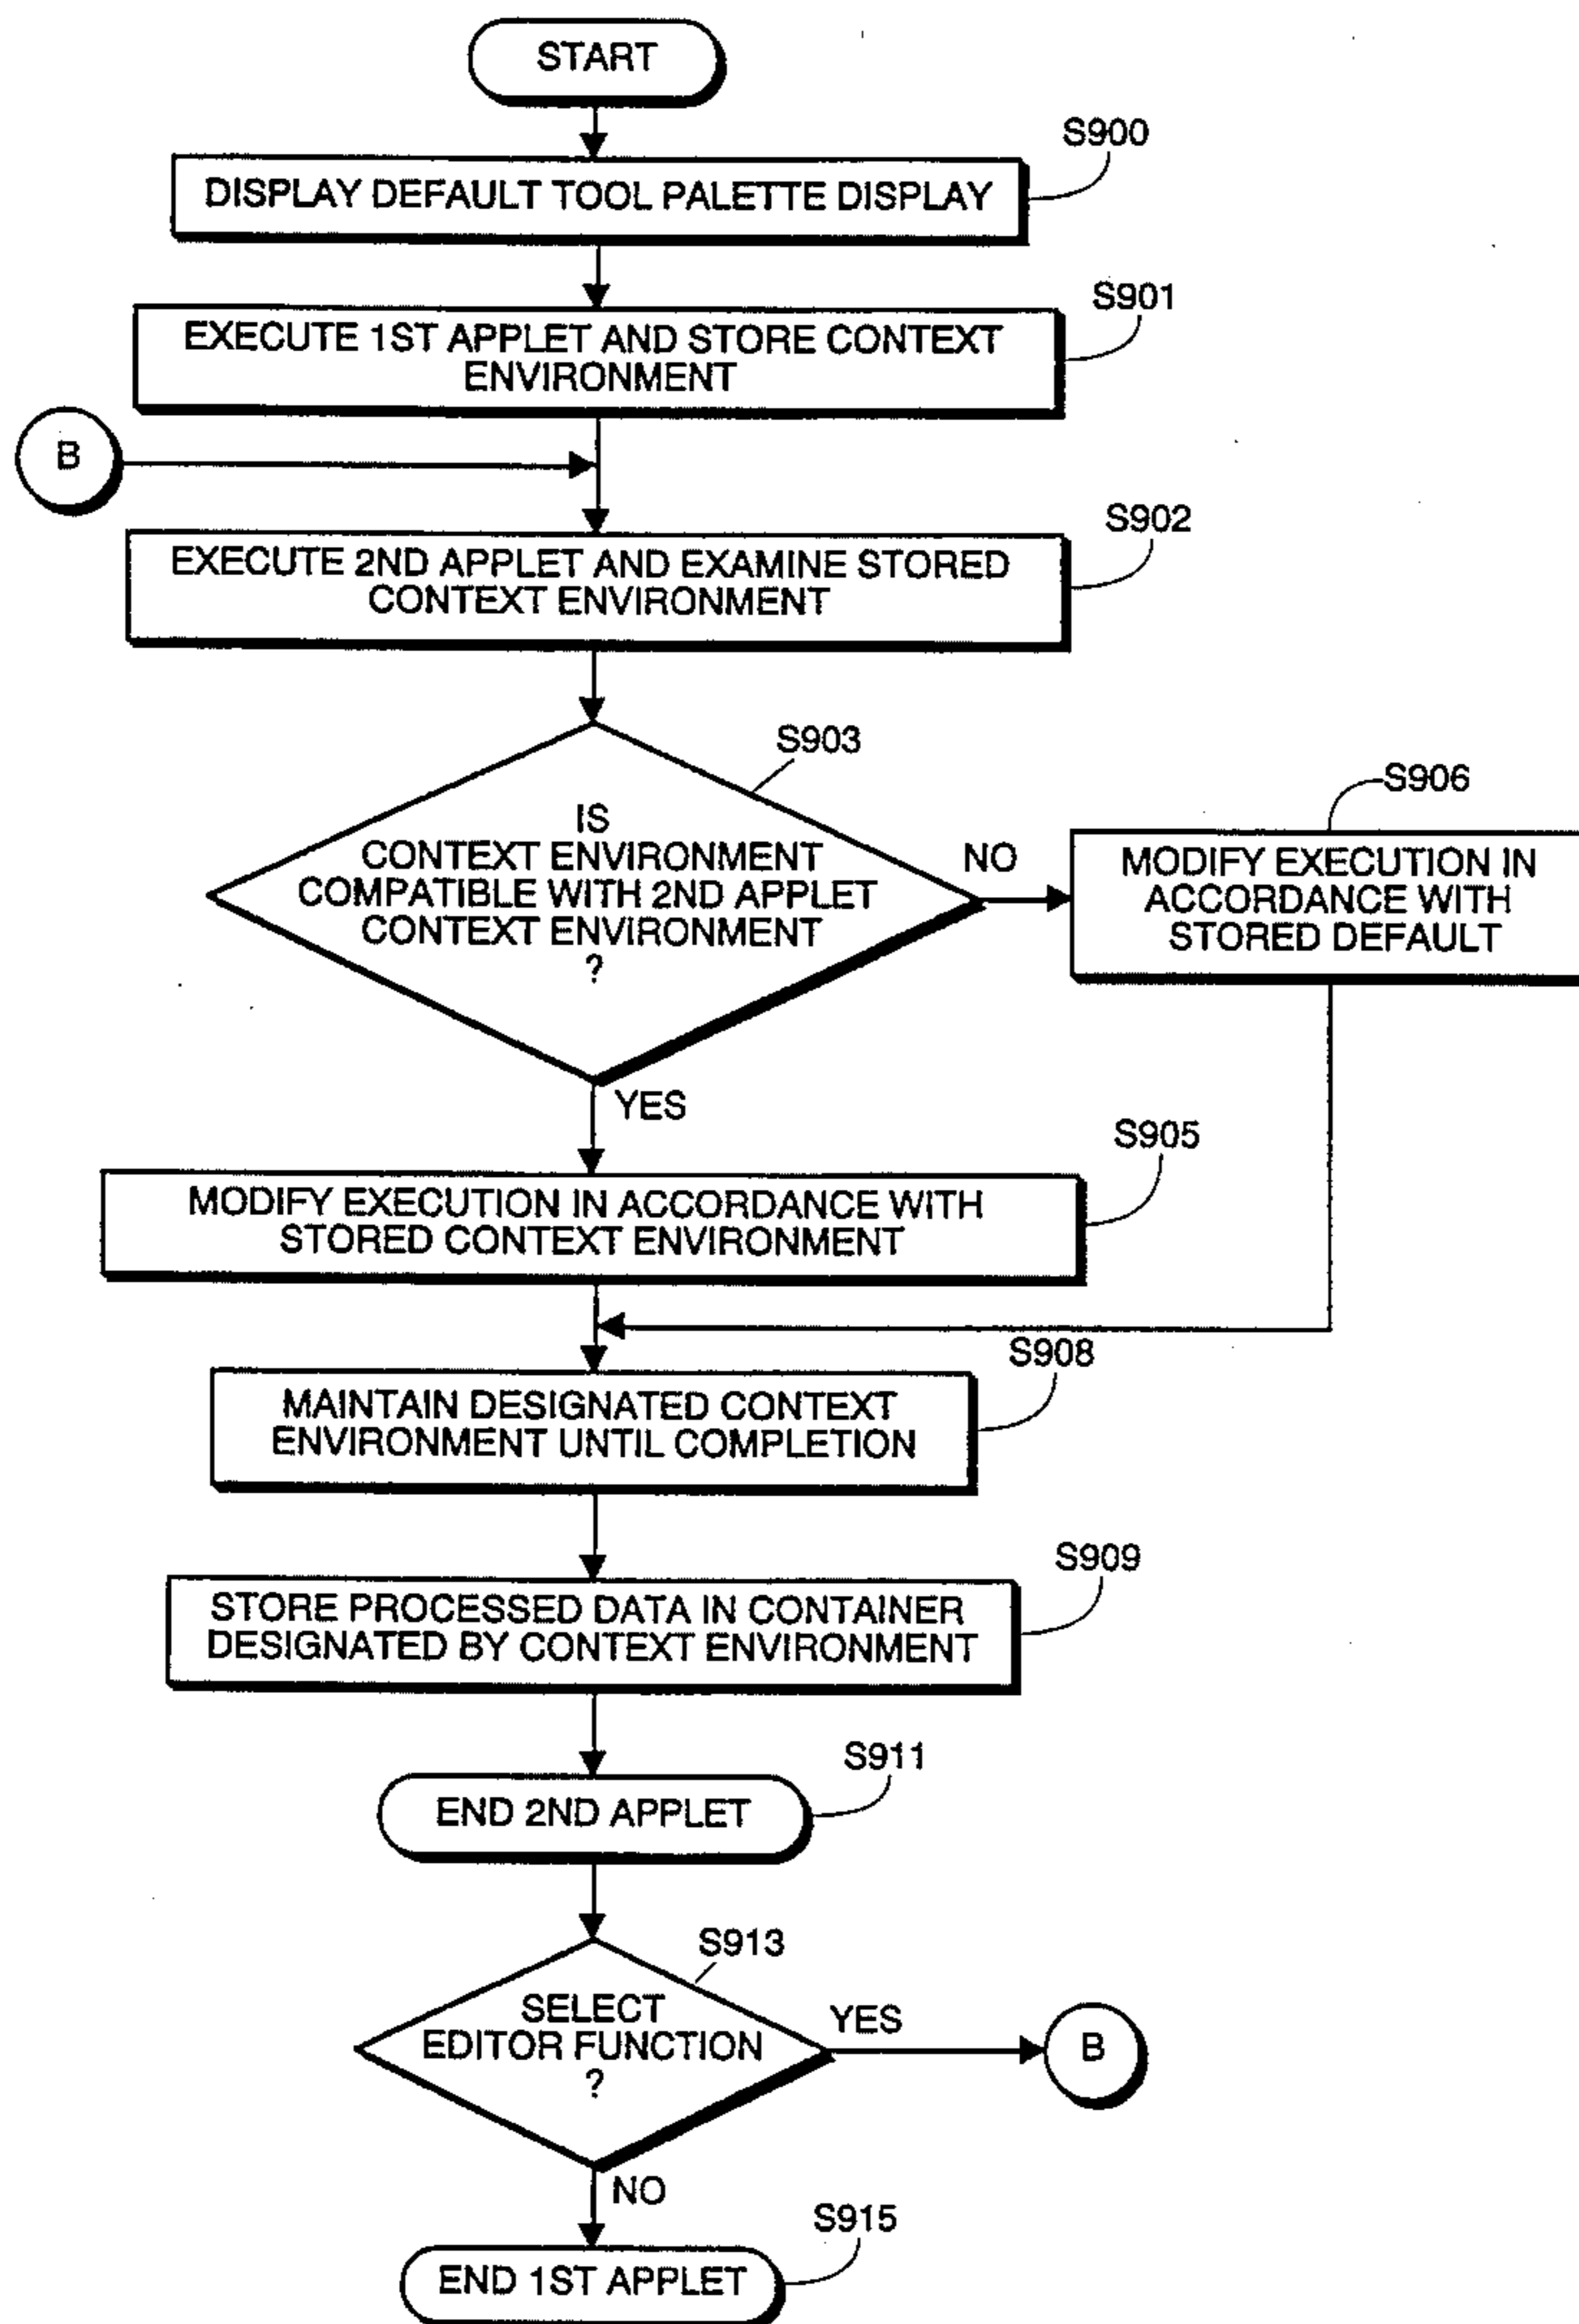 START
S900
DISPLAY DEFAULT TOOL PALETTE DISPLAY
S901
EXECUTE 1ST APPLET AND STORE CONTEXT
ENVIRONMENT
B
S902
EXECUTE 2ND APPLET AND EXAMINE STORED
CONTEXT ENVIRONMENT
S903
IS
CONTEXT ENVIRONMENT
COMPATIBLE WITH 2ND APPLET
CONTEXT ENVIRONMENT
?
NO
S906
MODIFY EXECUTION IN
ACCORDANCE WITH
STORED DEFAULT
YES
S905
MODIFY EXECUTION IN ACCORDANCE WITH
STORED CONTEXT ENVIRONMENT
S908
MAINTAIN DESIGNATED CONTEXT
ENVIRONMENT UNTIL COMPLETION
S909
STORE PROCESSED DATA IN CONTAINER
DESIGNATED BY CONTEXT ENVIRONMENT
S911
END 2ND APPLET
S913
SELECT
EDITOR FUNCTION
?
YES
B
NO
S915
END 1ST APPLET